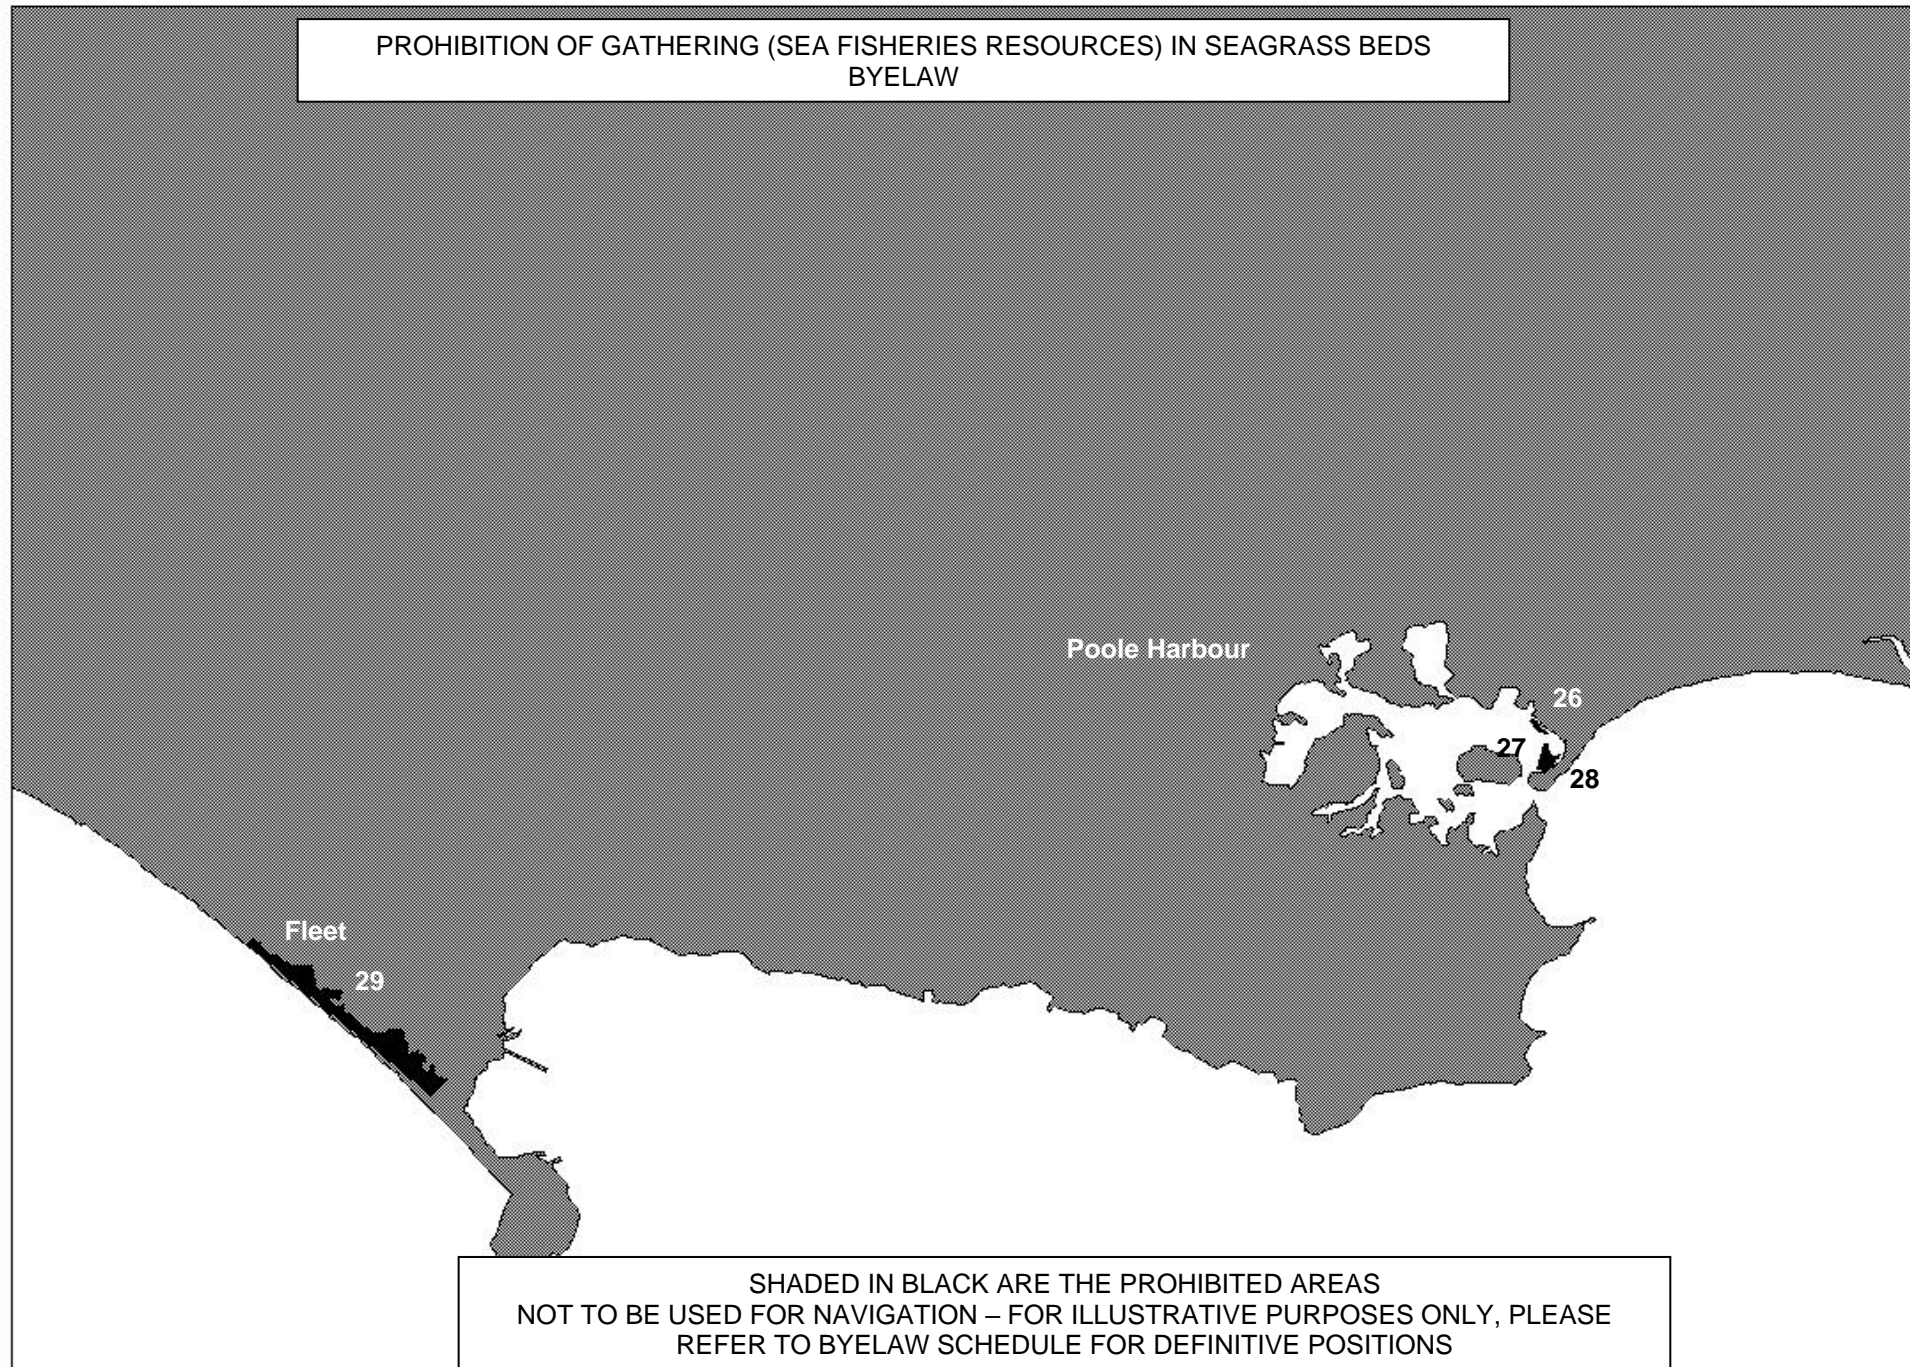 PROHIBITION OF GATHERING (SEA FISHERIES RESOURCES) IN SEAGRASS BEDS
BYELAW
Poole Harbour
26
27
28
Fleet
29
SHADED IN BLACK ARE THE PROHIBITED AREAS
NOT TO BE USED FOR NAVIGATION – FOR ILLUSTRATIVE PURPOSES ONLY, PLEASE
REFER TO BYELAW SCHEDULE FOR DEFINITIVE POSITIONS